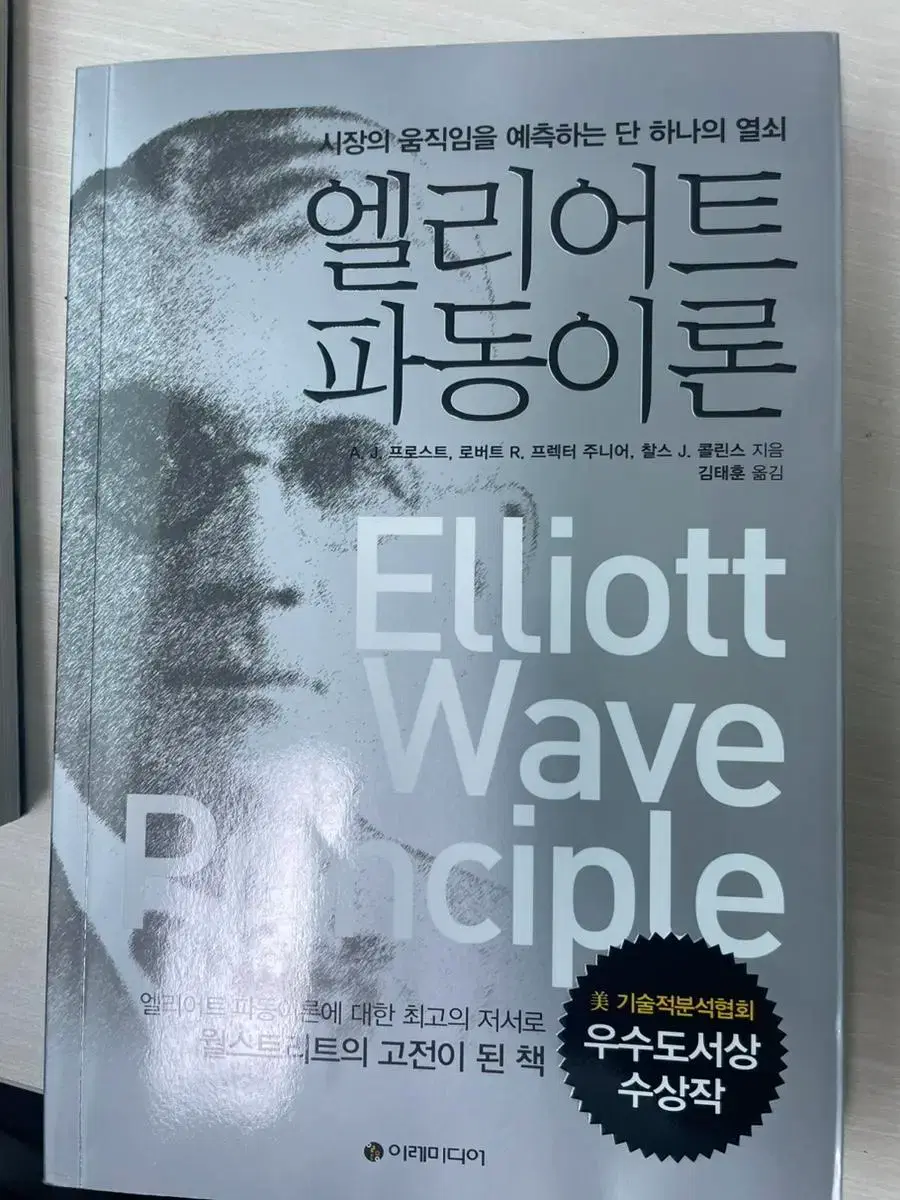 시장의 움직임을 예측하는 단 하나의 열쇠
엘리어트
파동이론
A. J. 프로스트, 로버트 R. 프렉터 주니어, 찰스 J. 콜린스 지음
김태훈 옮김
Elliott
Wave
Principle
엘리어트 파동이론에 대한 최고의 저서로
월스트리트의 고전이 된 책
美 기술적분석협회
우수도서상
수상작
이레미디어